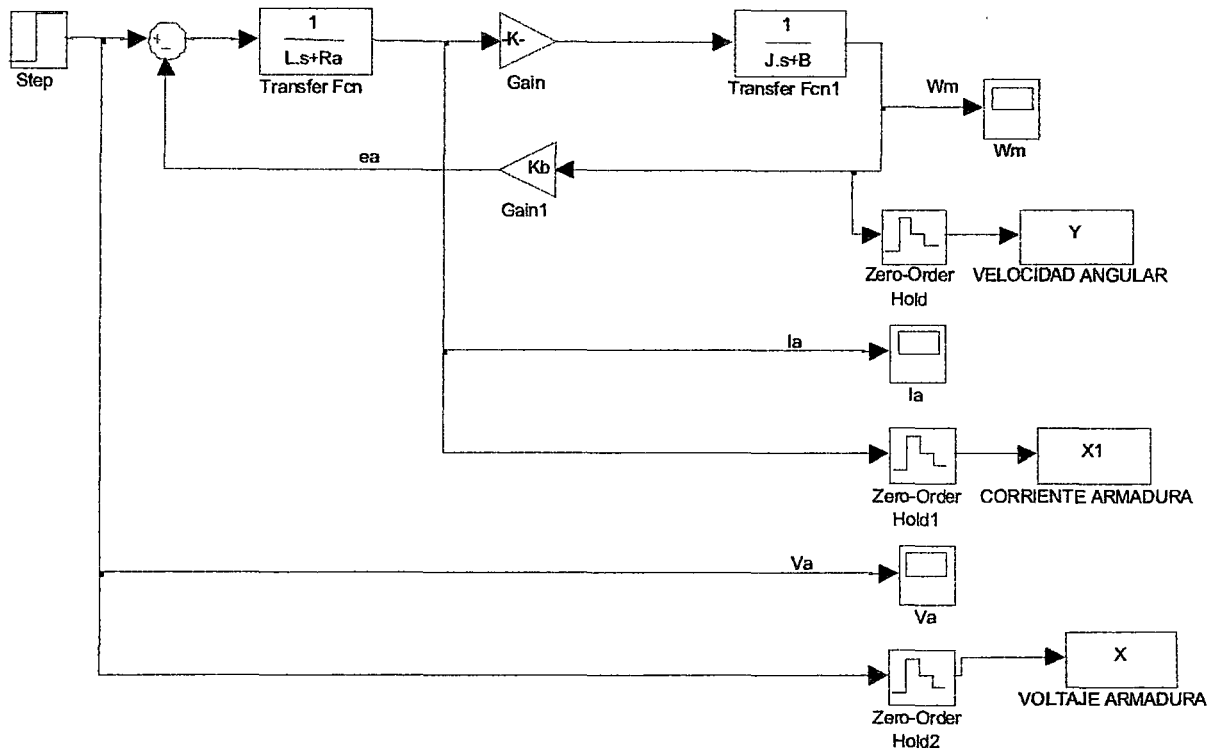 Step
+
−
1
L.s+Ra
Transfer Fcn
-K-
Gain
1
J.s+B
Transfer Fcn1
Wm
Wm
ea
Kb
Gain1
Zero-Order
Hold
Y
VELOCIDAD ANGULAR
Ia
Ia
Zero-Order
Hold1
X1
CORRIENTE ARMADURA
Va
Va
Zero-Order
Hold2
X
VOLTAJE ARMADURA